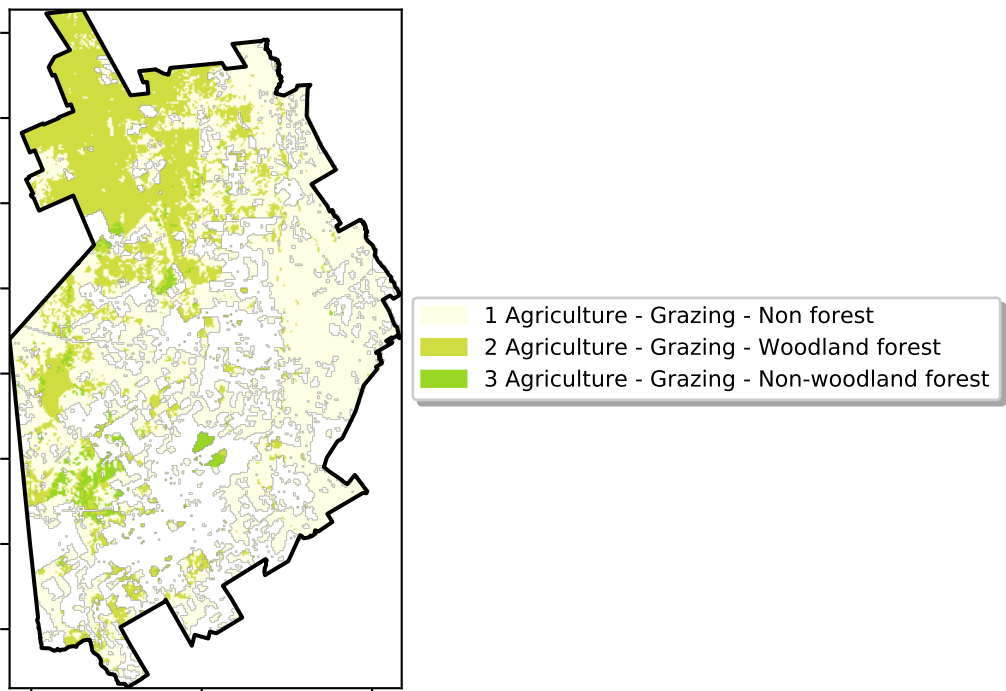 1 Agriculture - Grazing - Non forest
2 Agriculture - Grazing - Woodland forest
3 Agriculture - Grazing - Non-woodland forest